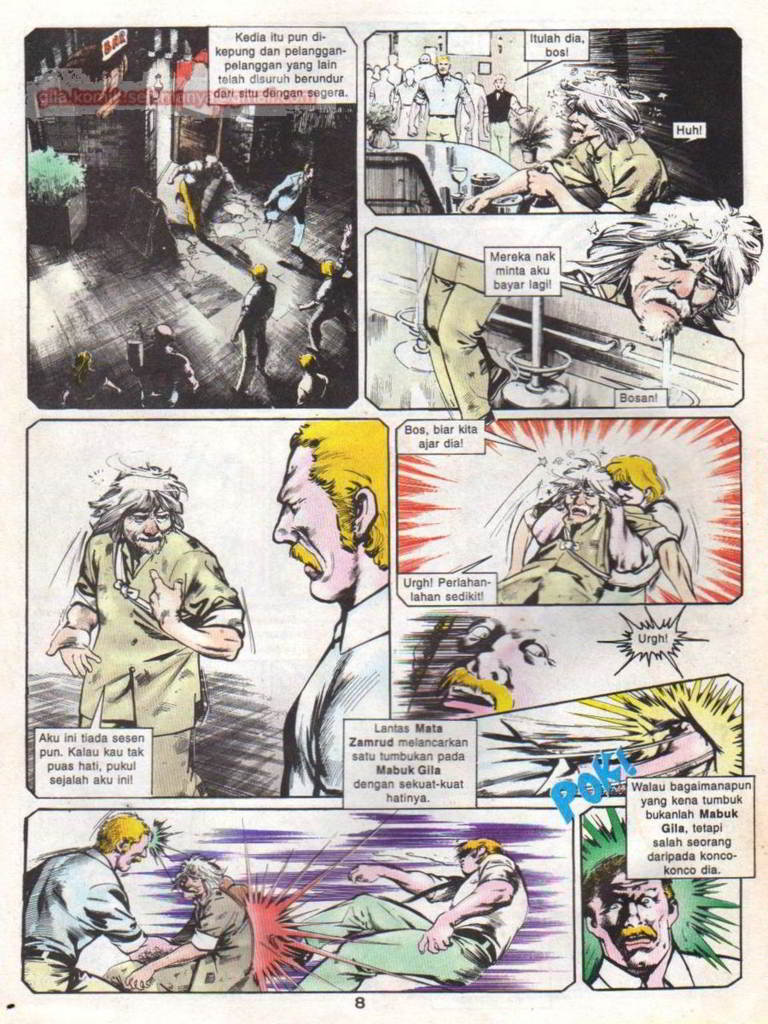 BAR
Kedia itu pun di-
kepung dan pelanggan-
pelanggan yang lain
telah disuruh berundur
dari situ dengan segera.
Itulah dia,
bos!
Huh!
Mereka nak
minta aku
bayar lagi!
Bosan!
Aku ini tiada sesen
pun. Kalau kau tak
puas hati, pukul
sejalah aku ini!
Bos, biar kita
ajar dia!
Urgh! Perlahan-
lahan sedikit!
Urgh!
Lantas Mata
Zamrud melancarkan
satu tumbukan pada
Mabuk Gila
dengan sekuat-kuat
hatinya.
POK!
Walau bagaimanapun
yang kena tumbuk
bukanlah Mabuk
Gila, tetapi
salah seorang
daripada konco-
konco dia.
8